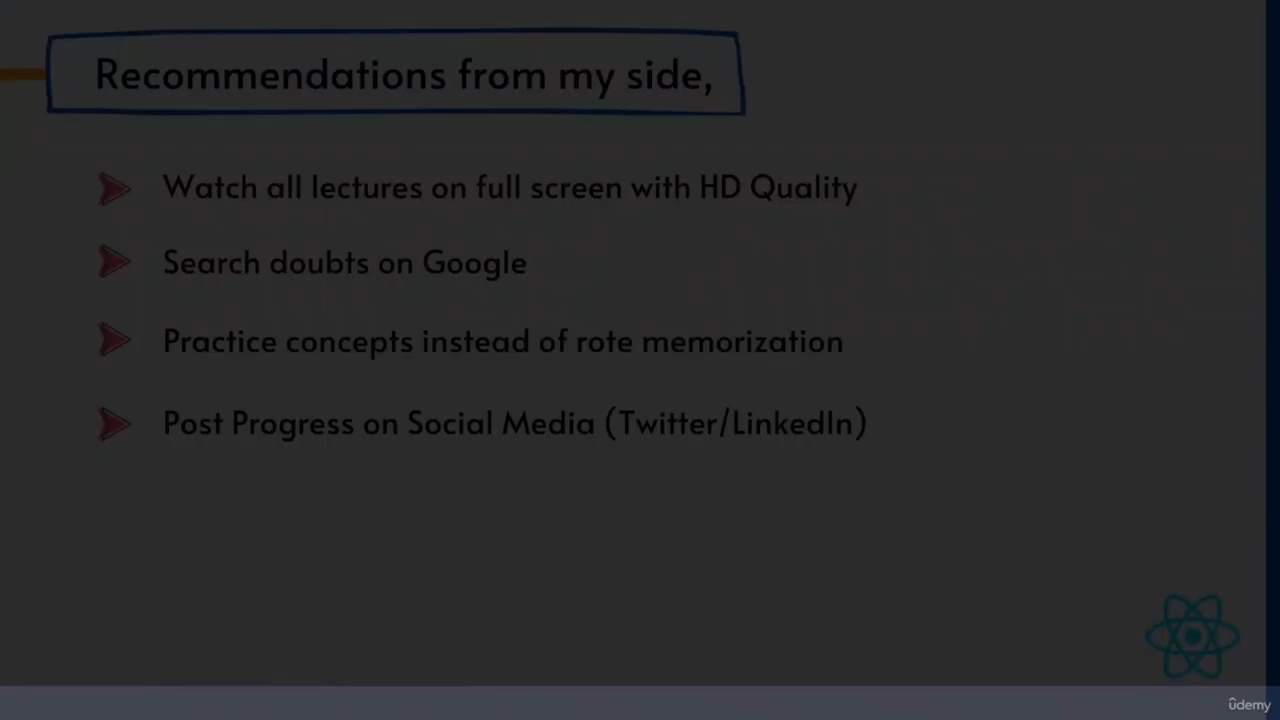 Recommendations from my side,
Watch all lectures on full screen with HD Quality
Search doubts on Google
Practice concepts instead of rote memorization
Post Progress on Social Media (Twitter/LinkedIn)
ûdemy